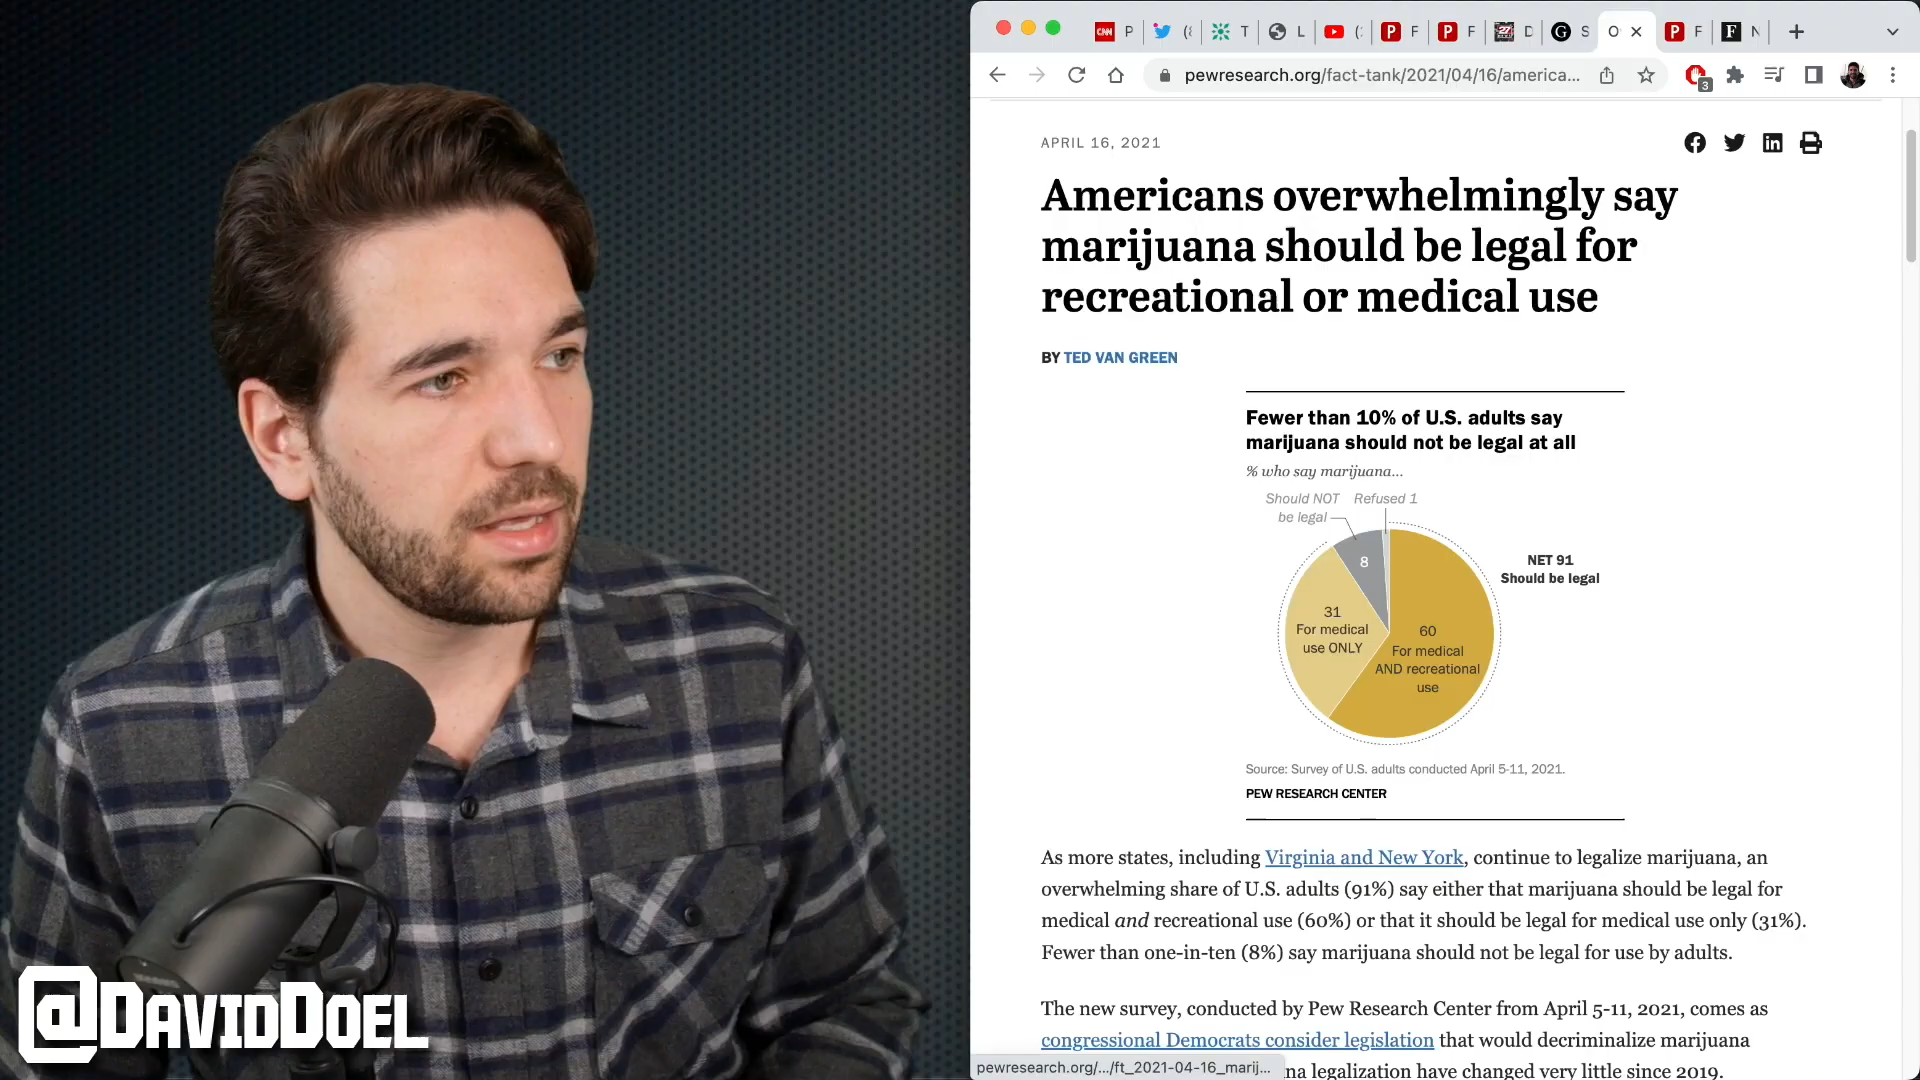 CNN P
T
L
P F
P F
27 D
G S
O
P F
F N
pewresearch.org/fact-tank/2021/04/16/america...
3
APRIL 16, 2021
Americans overwhelmingly say
marijuana should be legal for
recreational or medical use
BY TED VAN GREEN
Fewer than 10% of U.S. adults say
marijuana should not be legal at all
% who say marijuana...
Should NOT
be legal
Refused 1
8
NET 91
Should be legal
31
For medical
use ONLY
60
For medical
AND recreational
use
Source: Survey of U.S. adults conducted April 5-11, 2021.
PEW RESEARCH CENTER
As more states, including Virginia and New York, continue to legalize marijuana, an
overwhelming share of U.S. adults (91%) say either that marijuana should be legal for
medical and recreational use (60%) or that it should be legal for medical use only (31%).
Fewer than one-in-ten (8%) say marijuana should not be legal for use by adults.
The new survey, conducted by Pew Research Center from April 5-11, 2021, comes as
congressional Democrats consider legislation that would decriminalize marijuana
na legalization have changed very little since 2019.
pewresearch.org/.../ft_2021-04-16_marij...
@DAVIDDOEL